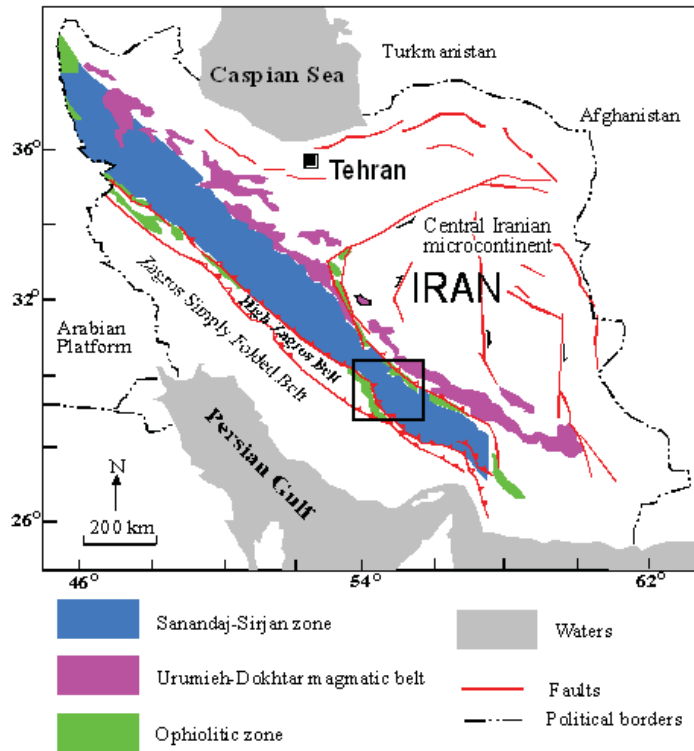 Turkmanistan
Caspian Sea
Afghanistan
36°
Tehran
Central Iranian
microcontinent
IRAN
32°
Zagros Simply Folded Belt
High Zagros Belt
Arabian
Platform
Persian Gulf
N
200 km
26°
46°
54°
62°
Sanandaj-Sirjan zone
Waters
Urumieh-Dokhtar magmatic belt
Faults
Political borders
Ophiolitic zone